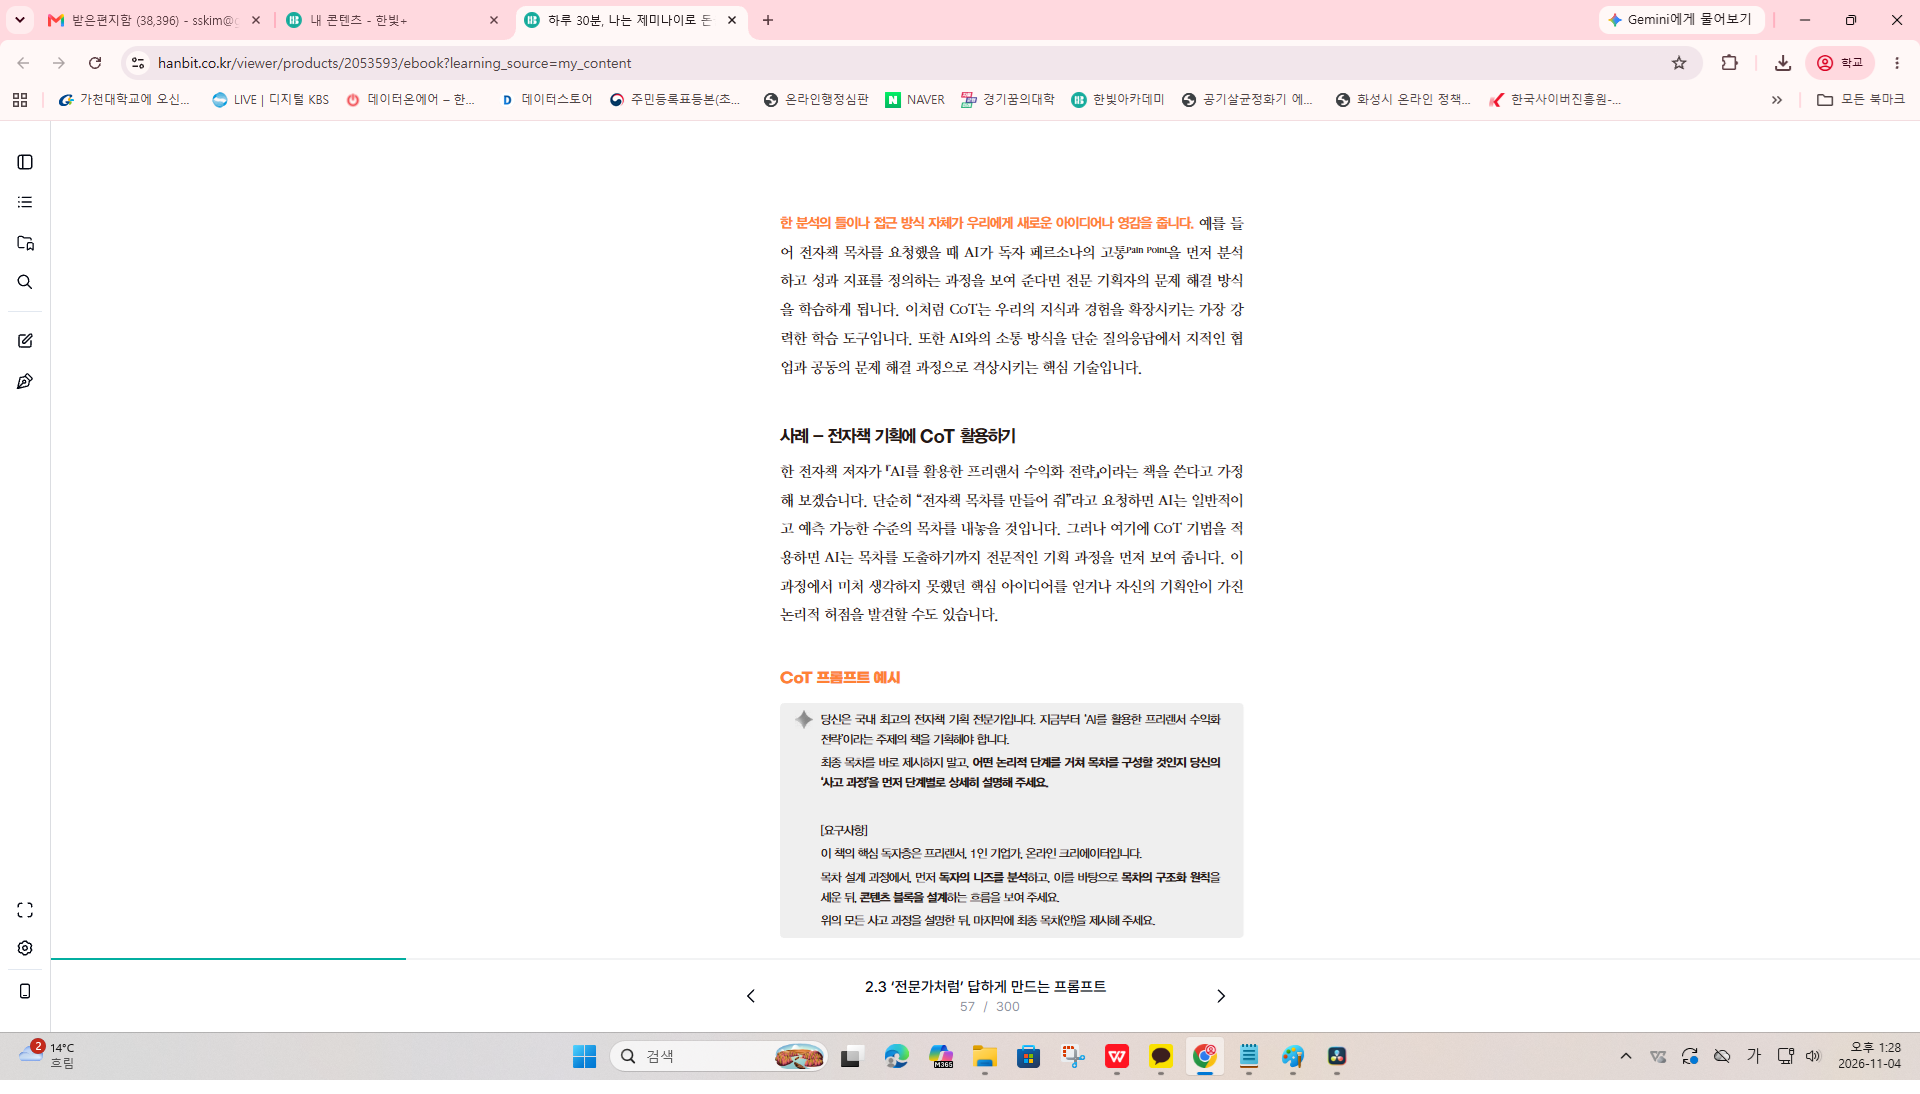 받은편지함 (38,396) - sskim@g
내 콘텐츠 - 한빛+
하루 30분, 나는 제미나이로 돈
Gemini에게 물어보기
hanbit.co.kr/viewer/products/2053593/ebook?learning_source=my_content
학교
가천대학교에 오신...
LIVE | 디지털 KBS
데이터온에어 – 한...
데이터스토어
주민등록표등본(초...
온라인행정심판
NAVER
경기꿈의대학
한빛아카데미
공기살균정화기 에...
화성시 온라인 정책...
한국사이버진흥원-...
모든 북마크
한 분석의 틀이나 접근 방식 자체가 우리에게 새로운 아이디어나 영감을 줍니다. 예를 들
어 전자책 목차를 요청했을 때 AI가 독자 페르소나의 고통Pain Point을 먼저 분석
하고 성과 지표를 정의하는 과정을 보여 준다면 전문 기획자의 문제 해결 방식
을 학습하게 됩니다. 이처럼 CoT는 우리의 지식과 경험을 확장시키는 가장 강
력한 학습 도구입니다. 또한 AI와의 소통 방식을 단순 질의응답에서 지적인 협
업과 공동의 문제 해결 과정으로 격상시키는 핵심 기술입니다.
사례 – 전자책 기획에 CoT 활용하기
한 전자책 저자가 『AI를 활용한 프리랜서 수익화 전략』이라는 책을 쓴다고 가정
해 보겠습니다. 단순히 “전자책 목차를 만들어 줘”라고 요청하면 AI는 일반적이
고 예측 가능한 수준의 목차를 내놓을 것입니다. 그러나 여기에 CoT 기법을 적
용하면 AI는 목차를 도출하기까지 전문적인 기획 과정을 먼저 보여 줍니다. 이
과정에서 미처 생각하지 못했던 핵심 아이디어를 얻거나 자신의 기획안이 가진
논리적 허점을 발견할 수도 있습니다.
CoT 프롬프트 예시
당신은 국내 최고의 전자책 기획 전문가입니다. 지금부터 ‘AI를 활용한 프리랜서 수익화
전략’이라는 주제의 책을 기획해야 합니다.
최종 목차를 바로 제시하지 말고, 어떤 논리적 단계를 거쳐 목차를 구성할 것인지 당신의
‘사고 과정’을 먼저 단계별로 상세히 설명해 주세요.
[요구사항]
이 책의 핵심 독자층은 프리랜서, 1인 기업가, 온라인 크리에이터입니다.
목차 설계 과정에서, 먼저 독자의 니즈를 분석하고, 이를 바탕으로 목차의 구조화 원칙을
세운 뒤, 콘텐츠 블록을 설계하는 흐름을 보여 주세요.
위의 모든 사고 과정을 설명한 뒤, 마지막에 최종 목차(안)을 제시해 주세요.
2.3 ‘전문가처럼’ 답하게 만드는 프롬프트
57 / 300
2
14°C
흐림
검색
M365
가
오후 1:28
2026-11-04